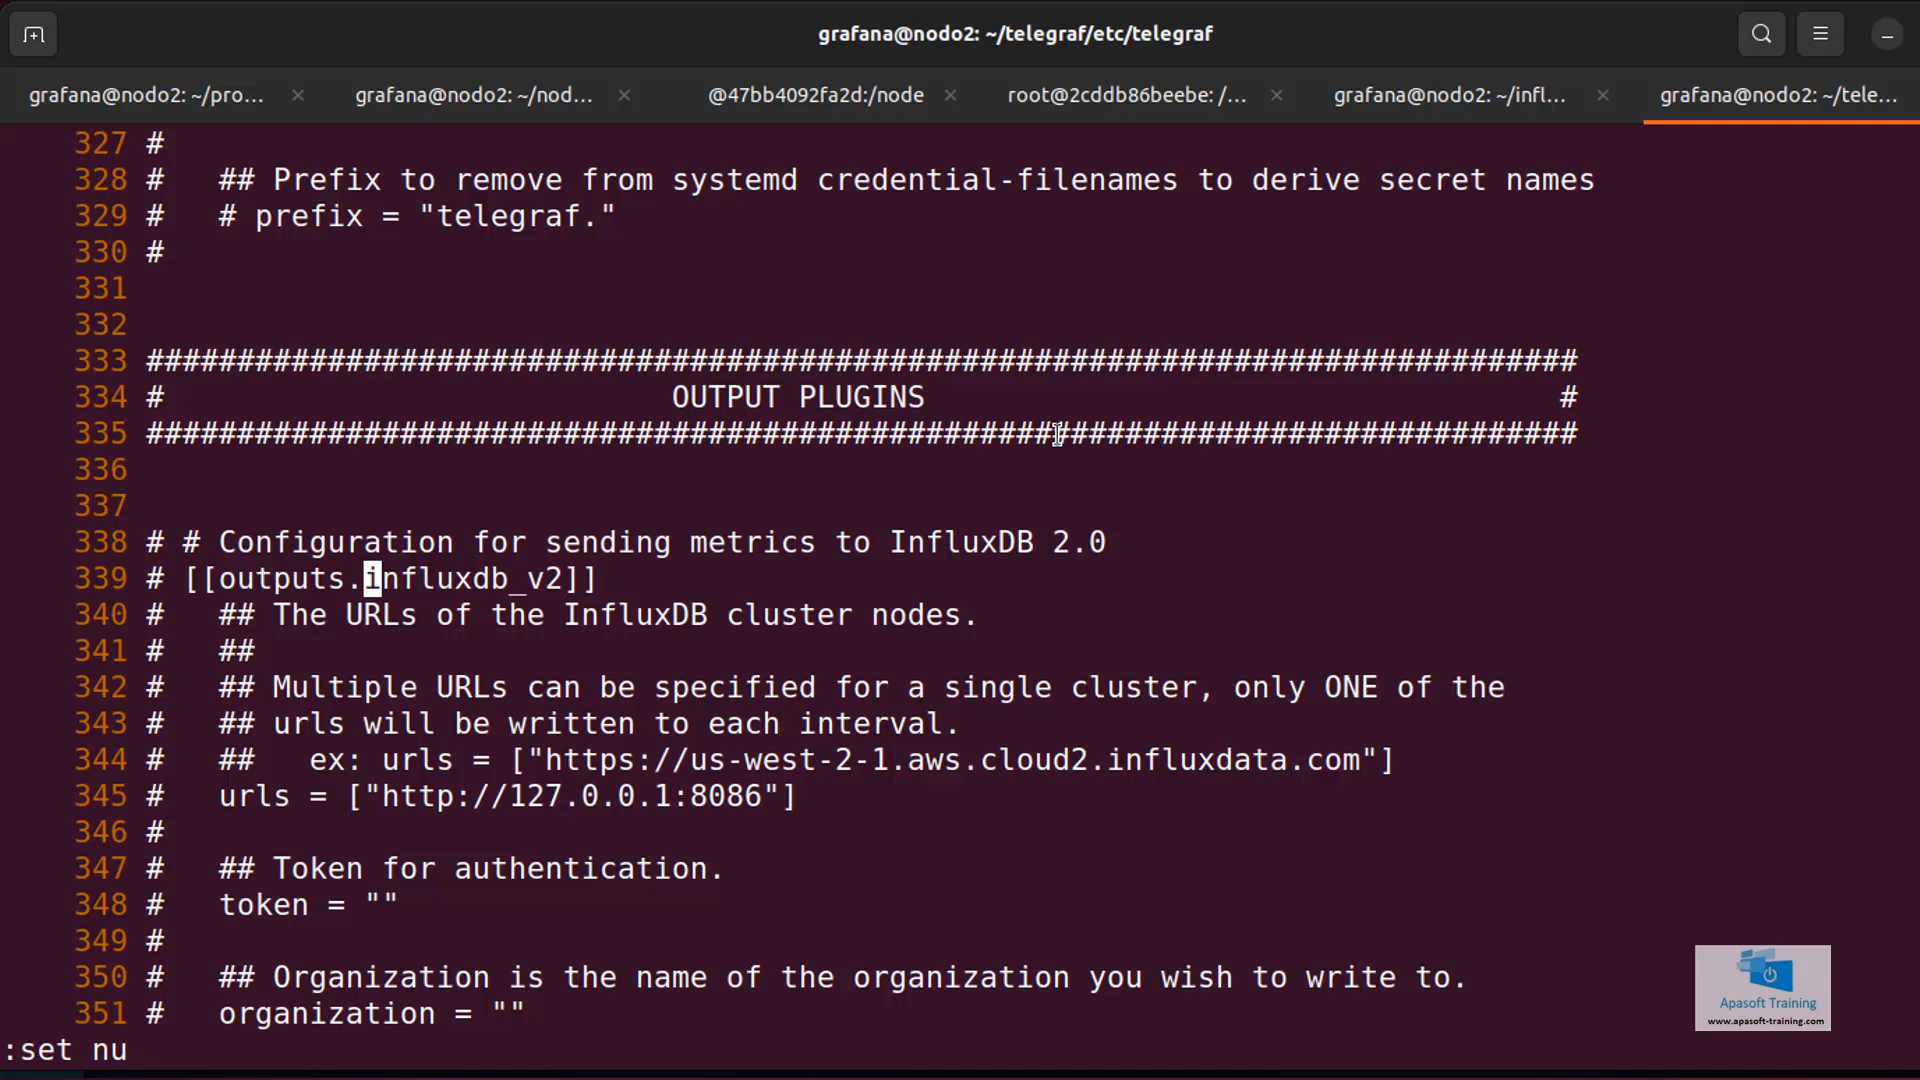 grafana@nodo2: ~/telegraf/etc/telegraf
grafana@nodo2: ~/pro... × grafana@nodo2: ~/nod... × @47bb4092fa2d:/node × root@2cddb86beebe: /... × grafana@nodo2: ~/infl... × grafana@nodo2: ~/tele...
327 #
328 #   ## Prefix to remove from systemd credential-filenames to derive secret names
329 #   # prefix = "telegraf."
330 #
331
332
333 ###############################################################################
334 #                            OUTPUT PLUGINS                                   #
335 ###############################################################################
336
337
338 # # Configuration for sending metrics to InfluxDB 2.0
339 # [[outputs.influxdb_v2]]
340 #   ## The URLs of the InfluxDB cluster nodes.
341 #   ##
342 #   ## Multiple URLs can be specified for a single cluster, only ONE of the
343 #   ## urls will be written to each interval.
344 #   ##   ex: urls = ["https://us-west-2-1.aws.cloud2.influxdata.com"]
345 #   urls = ["http://127.0.0.1:8086"]
346 #
347 #   ## Token for authentication.
348 #   token = ""
349 #
350 #   ## Organization is the name of the organization you wish to write to.
351 #   organization = ""
:set nu
Apasoft Training
www.apasoft-training.com